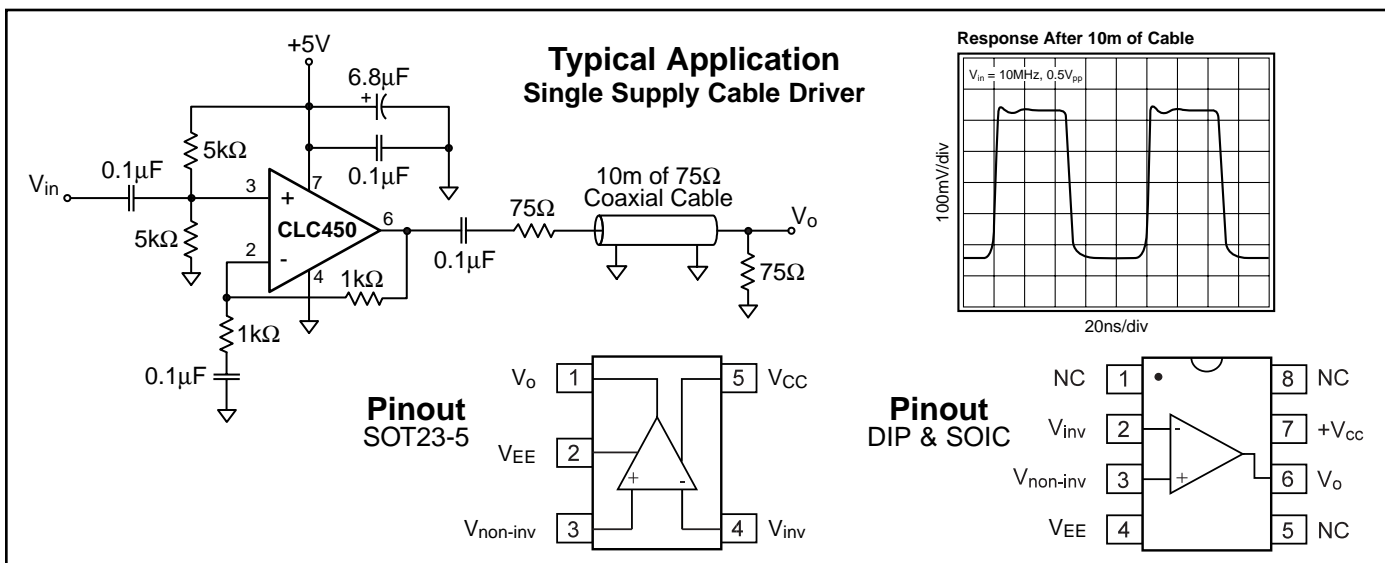 Typical Application
Single Supply Cable Driver
+5V
6.8µF
+
0.1µF
5kΩ
0.1µF
Vin
5kΩ
3
+
7
CLC450
6
2
-
4
1kΩ
1kΩ
0.1µF
0.1µF
75Ω
10m of 75Ω
Coaxial Cable
Vo
75Ω
Response After 10m of Cable
Vin = 10MHz, 0.5Vpp
100mV/div
20ns/div
Pinout
SOT23-5
Vo 1
5 VCC
VEE 2
+
-
Vnon-inv 3
4 Vinv
Pinout
DIP & SOIC
NC 1
8 NC
Vinv 2
-
7 +Vcc
Vnon-inv 3
+
6 Vo
VEE 4
5 NC